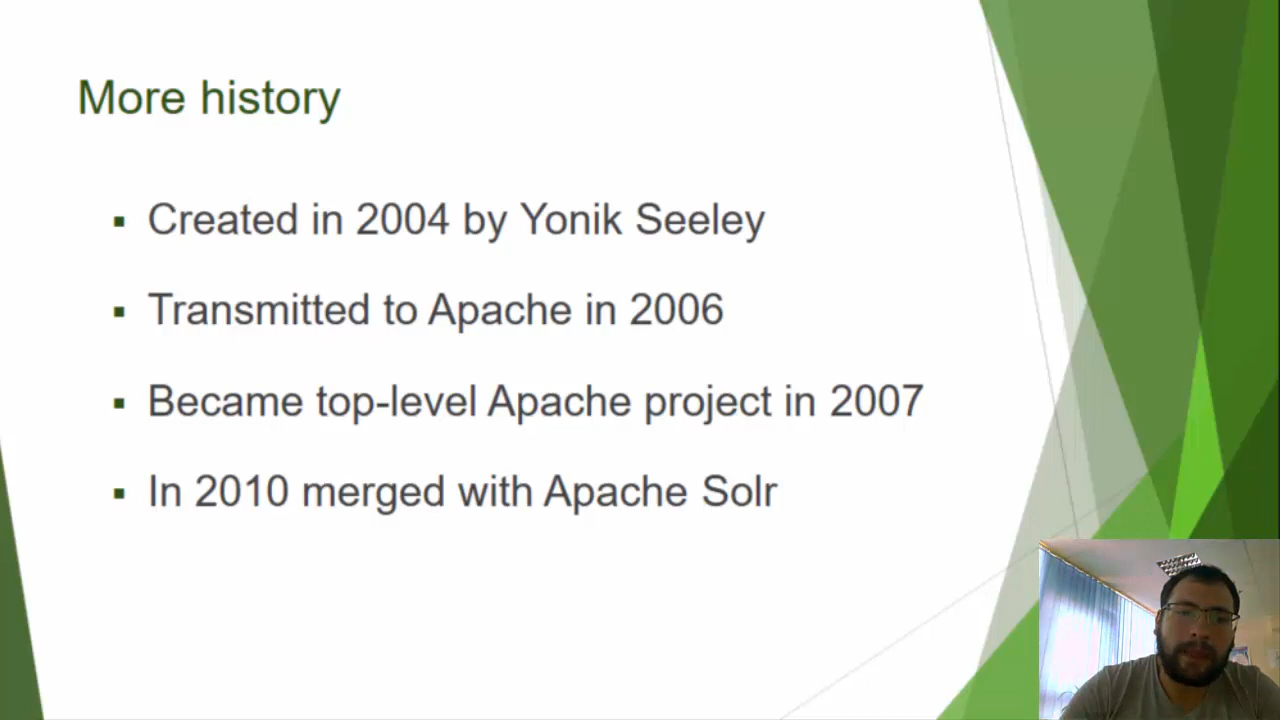 More history
Created in 2004 by Yonik Seeley
Transmitted to Apache in 2006
Became top-level Apache project in 2007
In 2010 merged with Apache Solr